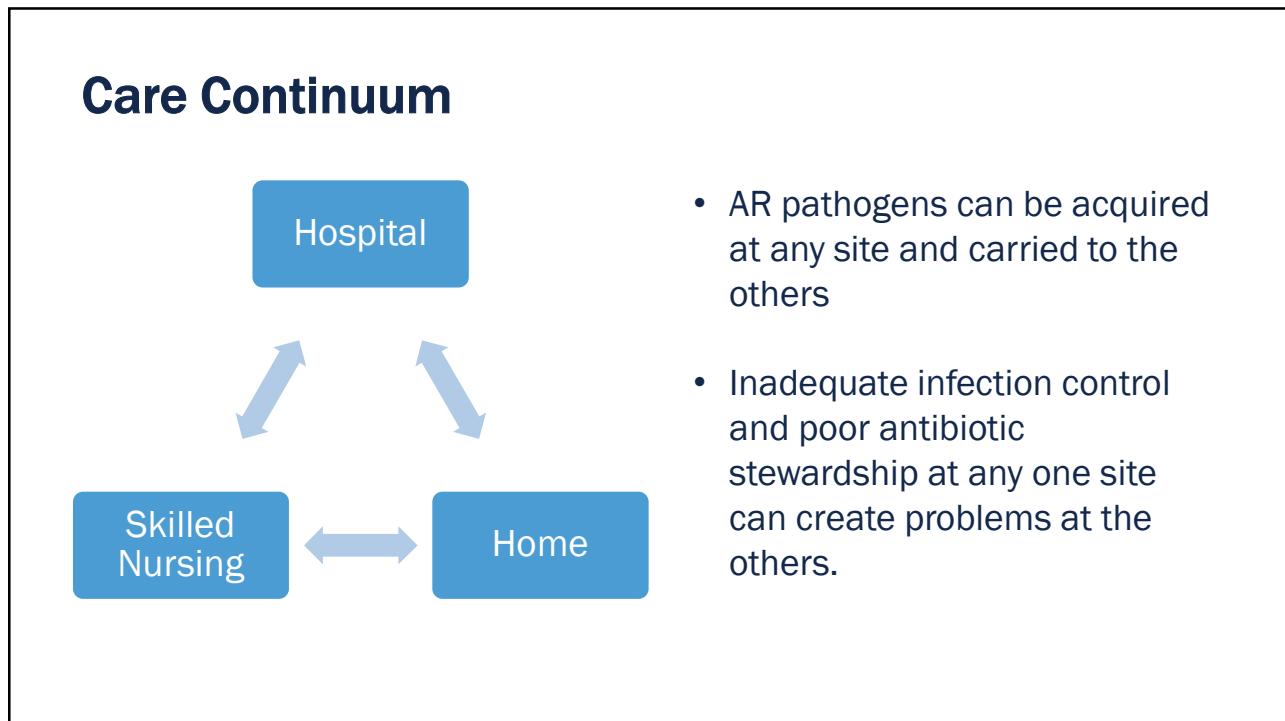 Care Continuum
Hospital
Skilled
Nursing
Home
• AR pathogens can be acquired
at any site and carried to the
others
• Inadequate infection control
and poor antibiotic
stewardship at any one site
can create problems at the
others.